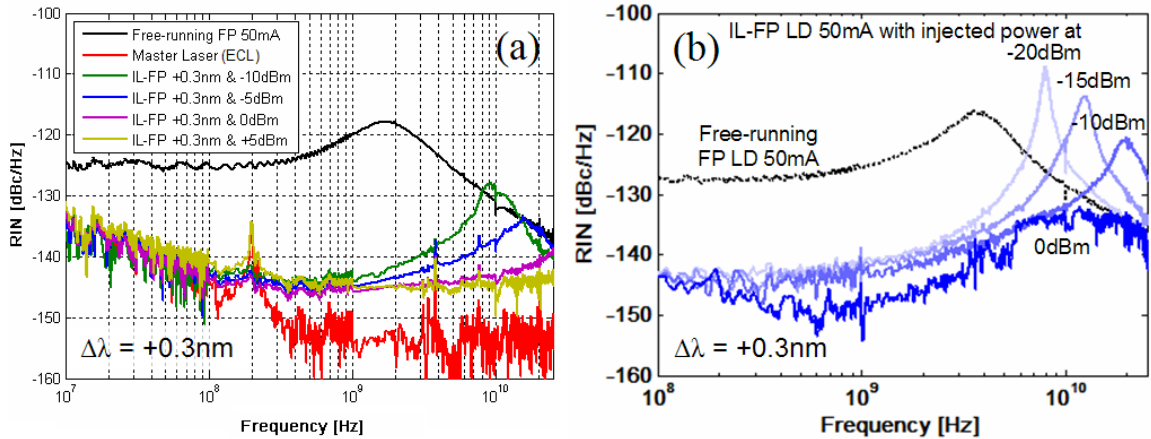 -100
-110
-120
-130
-140
-150
-160
RIN [dBc/Hz]
Free-running FP 50mA
Master Laser (ECL)
IL-FP +0.3nm & -10dBm
IL-FP +0.3nm & -5dBm
IL-FP +0.3nm & 0dBm
IL-FP +0.3nm & +5dBm
(a)
Δλ = +0.3nm
10^7
10^8
10^9
10^10
Frequency [Hz]
-100
-110
-120
-130
-140
-150
-160
RIN [dBc/Hz]
(b)
IL-FP LD 50mA with injected power at
-20dBm
-15dBm
-10dBm
Free-running
FP LD 50mA
0dBm
Δλ = +0.3nm
10^8
10^9
10^10
Frequency [Hz]